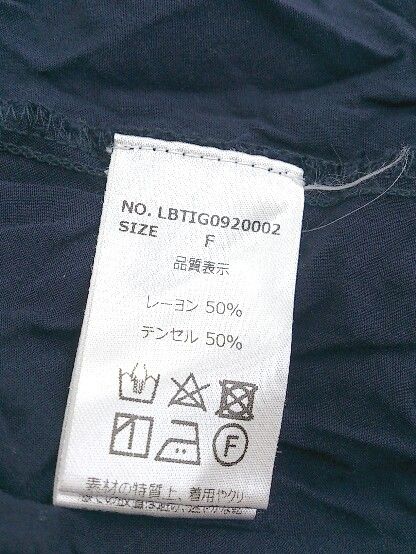 NO. LBTIG0920002
SIZE F
品質表示
レーヨン 50%
テンセル 50%
F
素材の特質上、着用やクリ